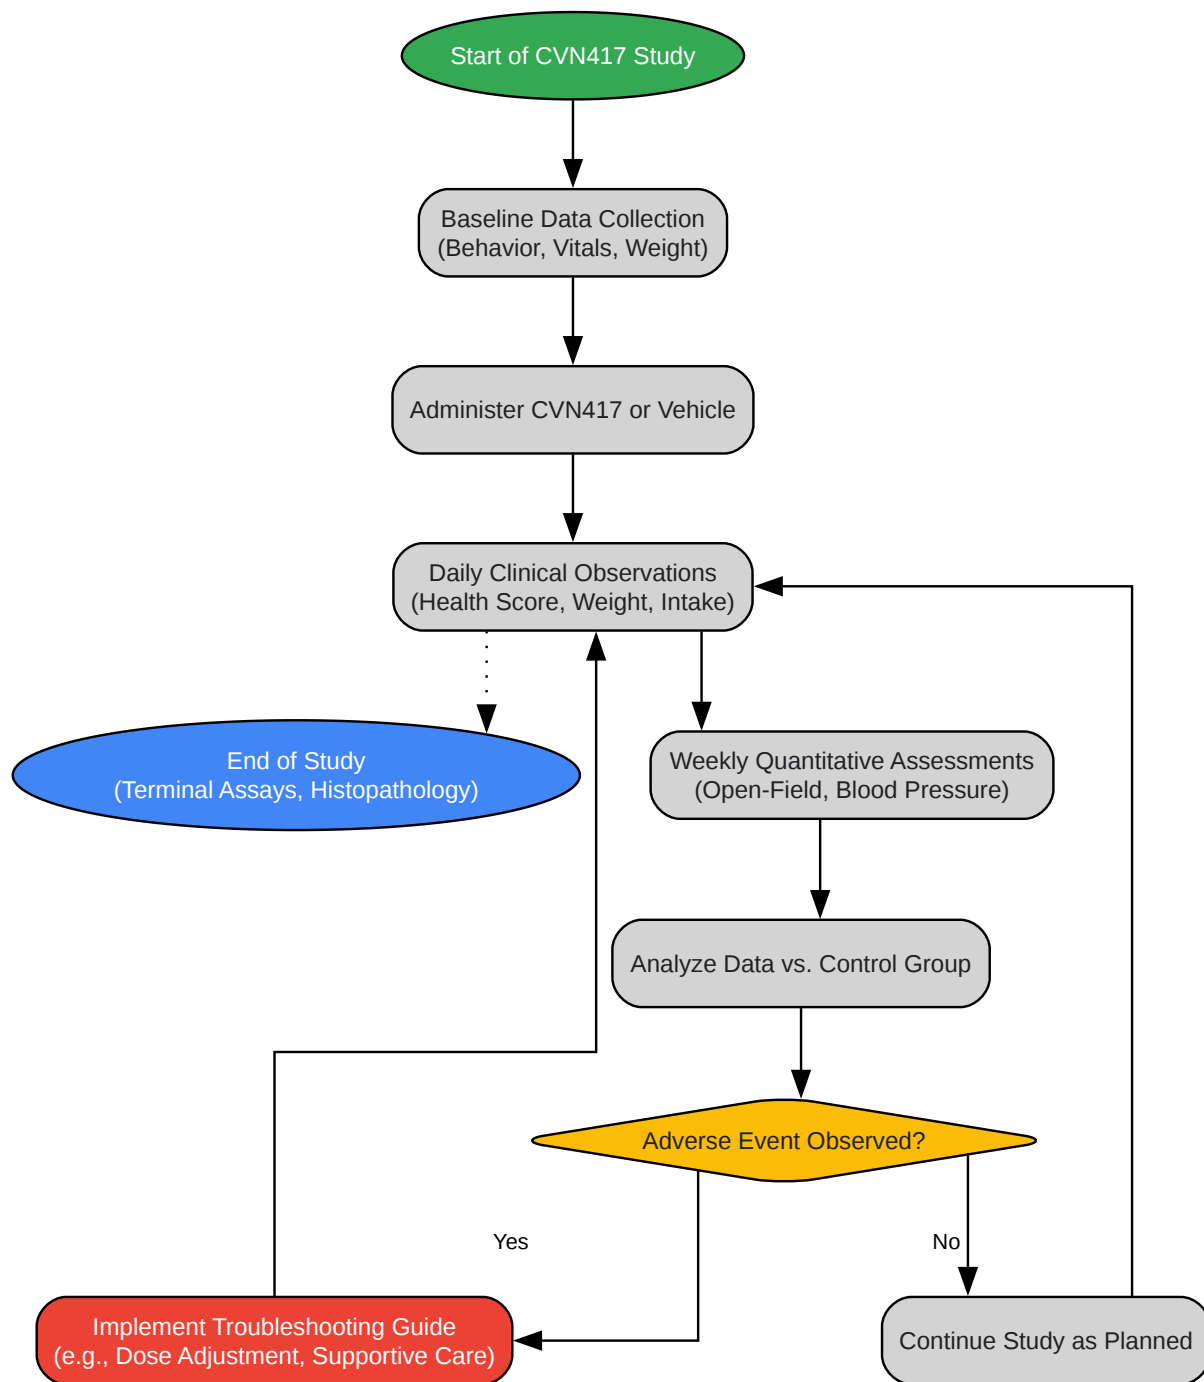 Start of CVN417 Study
Baseline Data Collection
(Behavior, Vitals, Weight)
Administer CVN417 or Vehicle
Daily Clinical Observations
(Health Score, Weight, Intake)
End of Study
(Terminal Assays, Histopathology)
Weekly Quantitative Assessments
(Open-Field, Blood Pressure)
Analyze Data vs. Control Group
Adverse Event Observed?
Yes
No
Implement Troubleshooting Guide
(e.g., Dose Adjustment, Supportive Care)
Continue Study as Planned